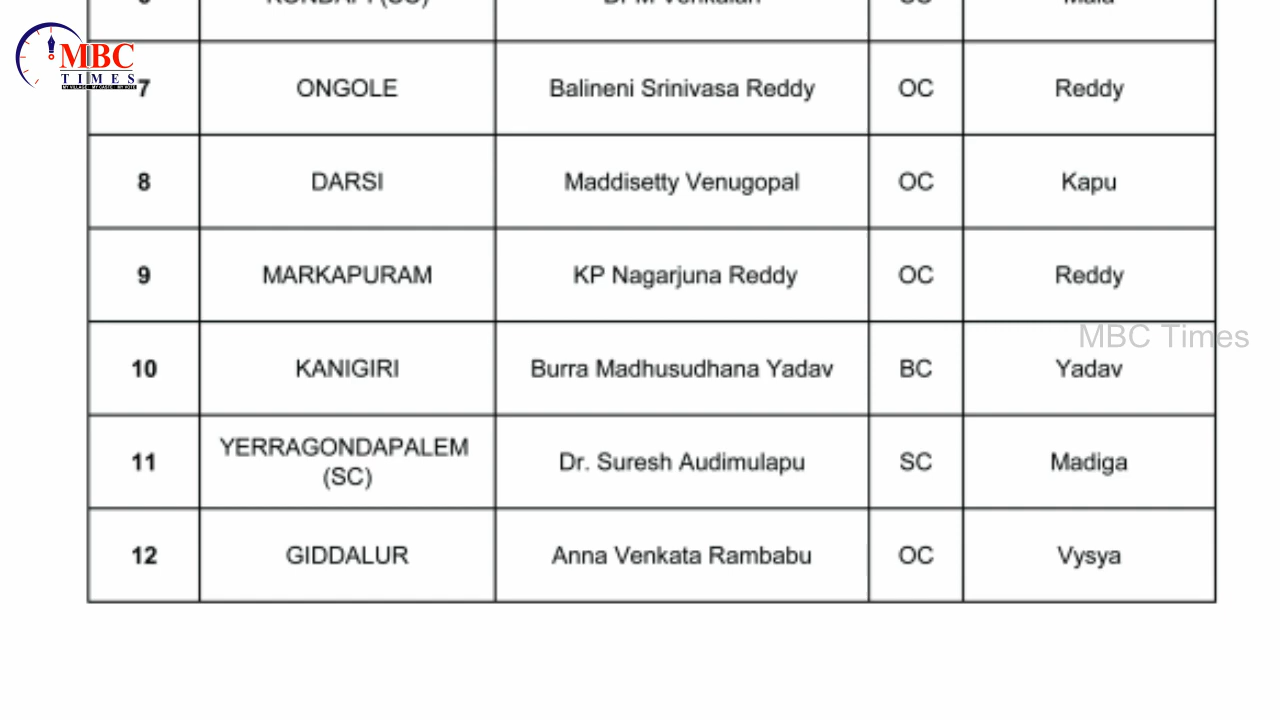 MBC
TIMES
7 ONGOLE Balineni Srinivasa Reddy OC Reddy
8 DARSI Maddisetty Venugopal OC Kapu
9 MARKAPURAM KP Nagarjuna Reddy OC Reddy
MBC Times
10 KANIGIRI Burra Madhusudhana Yadav BC Yadav
11 YERRAGONDAPALEM
(SC) Dr. Suresh Audimulapu SC Madiga
12 GIDDALUR Anna Venkata Rambabu OC Vysya